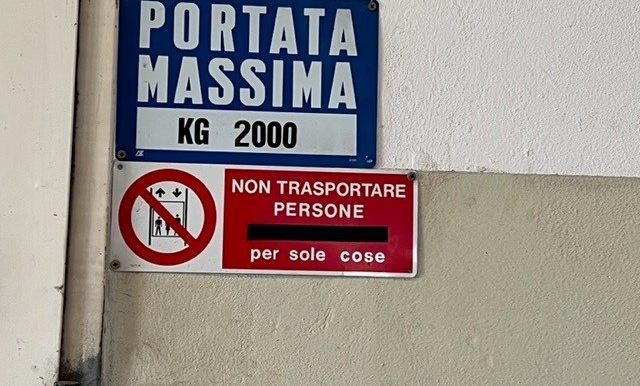 PORTATA
MASSIMA
KG 2000
NON TRASPORTARE
PERSONE
per sole cose